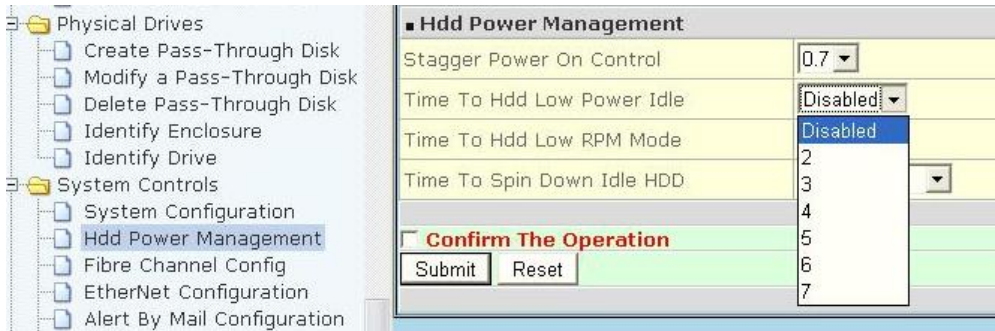 Physical Drives
Create Pass-Through Disk
Modify a Pass-Through Disk
Delete Pass-Through Disk
Identify Enclosure
Identify Drive
System Controls
System Configuration
Hdd Power Management
Fibre Channel Config
EtherNet Configuration
Alert By Mail Configuration
Hdd Power Management
Stagger Power On Control
0.7
Time To Hdd Low Power Idle
Disabled
Time To Hdd Low RPM Mode
Time To Spin Down Idle HDD
Disabled
2
3
4
5
6
7
Confirm The Operation
Submit
Reset